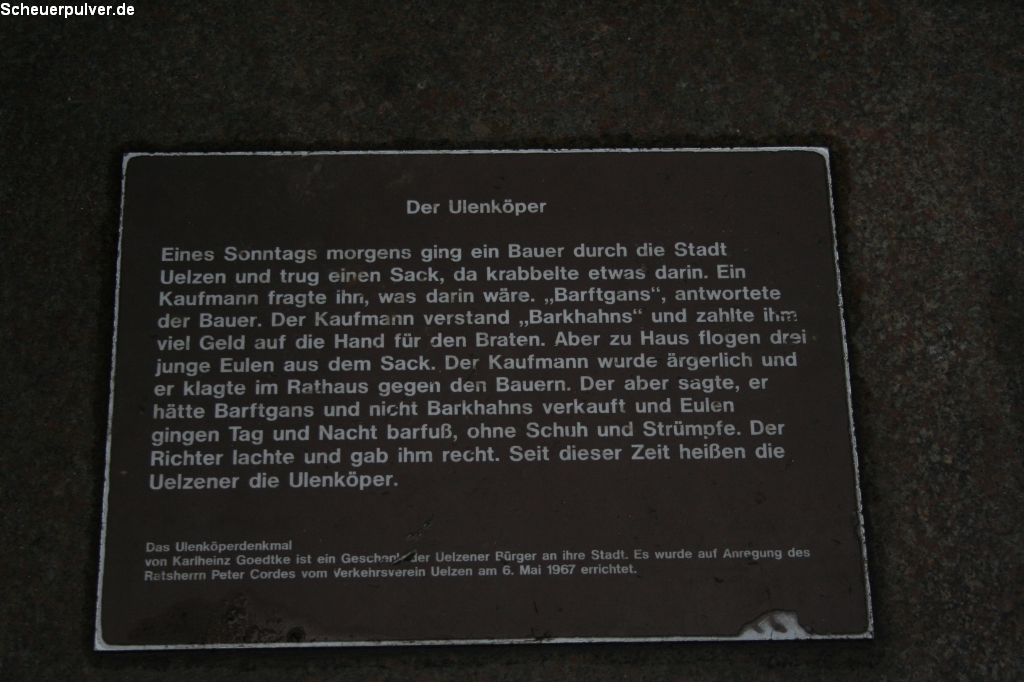 Scheuerpulver.de
Der Ulenköper
Eines Sonntags morgens ging ein Bauer durch die Stadt
Uelzen und trug einen Sack, da krabbelte etwas darin. Ein
Kaufmann fragte ihn, was darin wäre. „Barftgans“, antwortete
der Bauer. Der Kaufmann verstand „Barkhahns“ und zahlte ihm
viel Geld auf die Hand für den Braten. Aber zu Haus flogen drei
junge Eulen aus dem Sack. Der Kaufmann wurde ärgerlich und
er klagte im Rathaus gegen den Bauern. Der aber sagte, er
hätte Barftgans und nicht Barkhahns verkauft und Eulen
gingen Tag und Nacht barfuß, ohne Schuh und Strümpfe. Der
Richter lachte und gab ihm recht. Seit dieser Zeit heißen die
Uelzener die Ulenköper.
Das Ulenköperdenkmal
von Karlheinz Goedtke ist ein Geschenk der Uelzener Bürger an ihre Stadt. Es wurde auf Anregung des
Ratsherrn Peter Cordes vom Verkehrsverein Uelzen am 6. Mai 1967 errichtet.